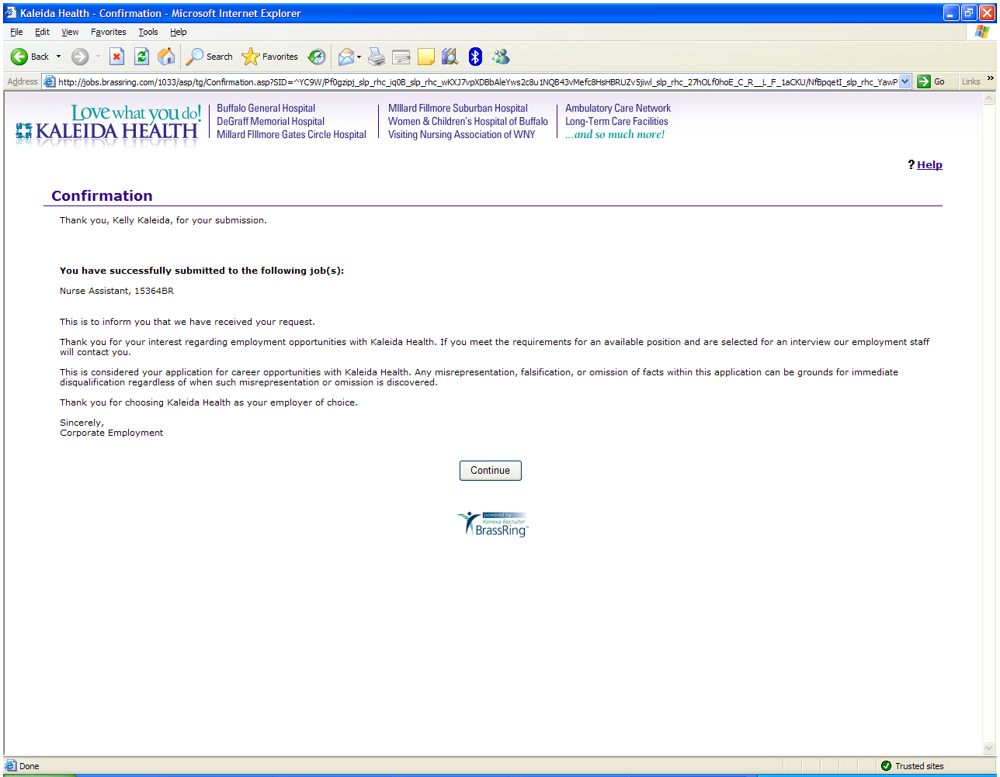 Kaleida Health - Confirmation - Microsoft Internet Explorer
File Edit View Favorites Tools Help
Back Search Favorites
Address http://jobs.brassring.com/1033/asp/tg/Confirmation.asp?SID=^YC9W/Pf0gzipj_slp_rhc_iq0B_slp_rhc_wKXJ7vpXDBbAleYws2c8u1NQB43vMefc8HsHBRUZv5jiwl_slp_rhc_27hOLf0hoE_C_R__L_F_1aCKU/NfBpqetI_slp_rhc_YawP Go Links »
Love what you do!
KALEIDA HEALTH
Buffalo General Hospital
DeGraff Memorial Hospital
Millard FIllmore Gates Circle Hospital
MIllard Fillmore Suburban Hospital
Women & Children's Hospital of Buffalo
Visiting Nursing Association of WNY
Ambulatory Care Network
Long-Term Care Facilities
...and so much more!
? Help
Confirmation
Thank you, Kelly Kaleida, for your submission.
You have successfully submitted to the following job(s):
Nurse Assistant, 15364BR
This is to inform you that we have received your request.
Thank you for your interest regarding employment opportunities with Kaleida Health. If you meet the requirements for an available position and are selected for an interview our employment staff
will contact you.
This is considered your application for career opportunities with Kaleida Health. Any misrepresentation, falsification, or omission of facts within this application can be grounds for immediate
disqualification regardless of when such misrepresentation or omission is discovered.
Thank you for choosing Kaleida Health as your employer of choice.
Sincerely,
Corporate Employment
Continue
powered by
Kenexa Recruiter
BrassRing™
Done Trusted sites